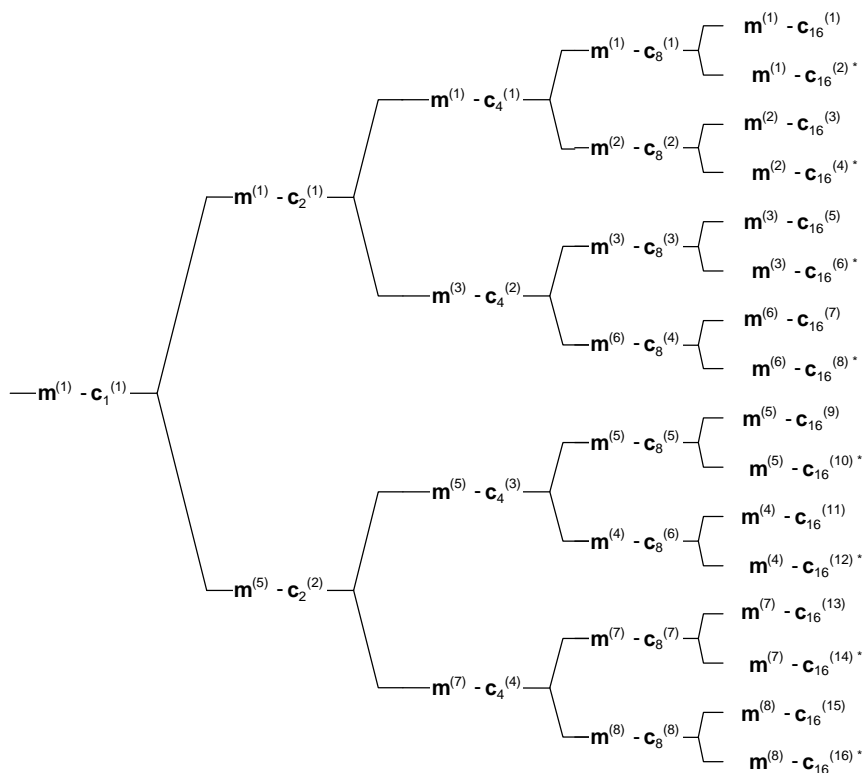 m(1) - c16(1)
m(1) - c8(1)
m(1) - c16(2) *
m(1) - c4(1)
m(2) - c16(3)
m(2) - c8(2)
m(2) - c16(4) *
m(1) - c2(1)
m(3) - c16(5)
m(3) - c8(3)
m(3) - c16(6) *
m(3) - c4(2)
m(6) - c16(7)
m(6) - c8(4)
m(6) - c16(8) *
m(1) - c1(1)
m(5) - c16(9)
m(5) - c8(5)
m(5) - c16(10) *
m(5) - c4(3)
m(4) - c16(11)
m(4) - c8(6)
m(4) - c16(12) *
m(5) - c2(2)
m(7) - c16(13)
m(7) - c8(7)
m(7) - c16(14) *
m(7) - c4(4)
m(8) - c16(15)
m(8) - c8(8)
m(8) - c16(16) *